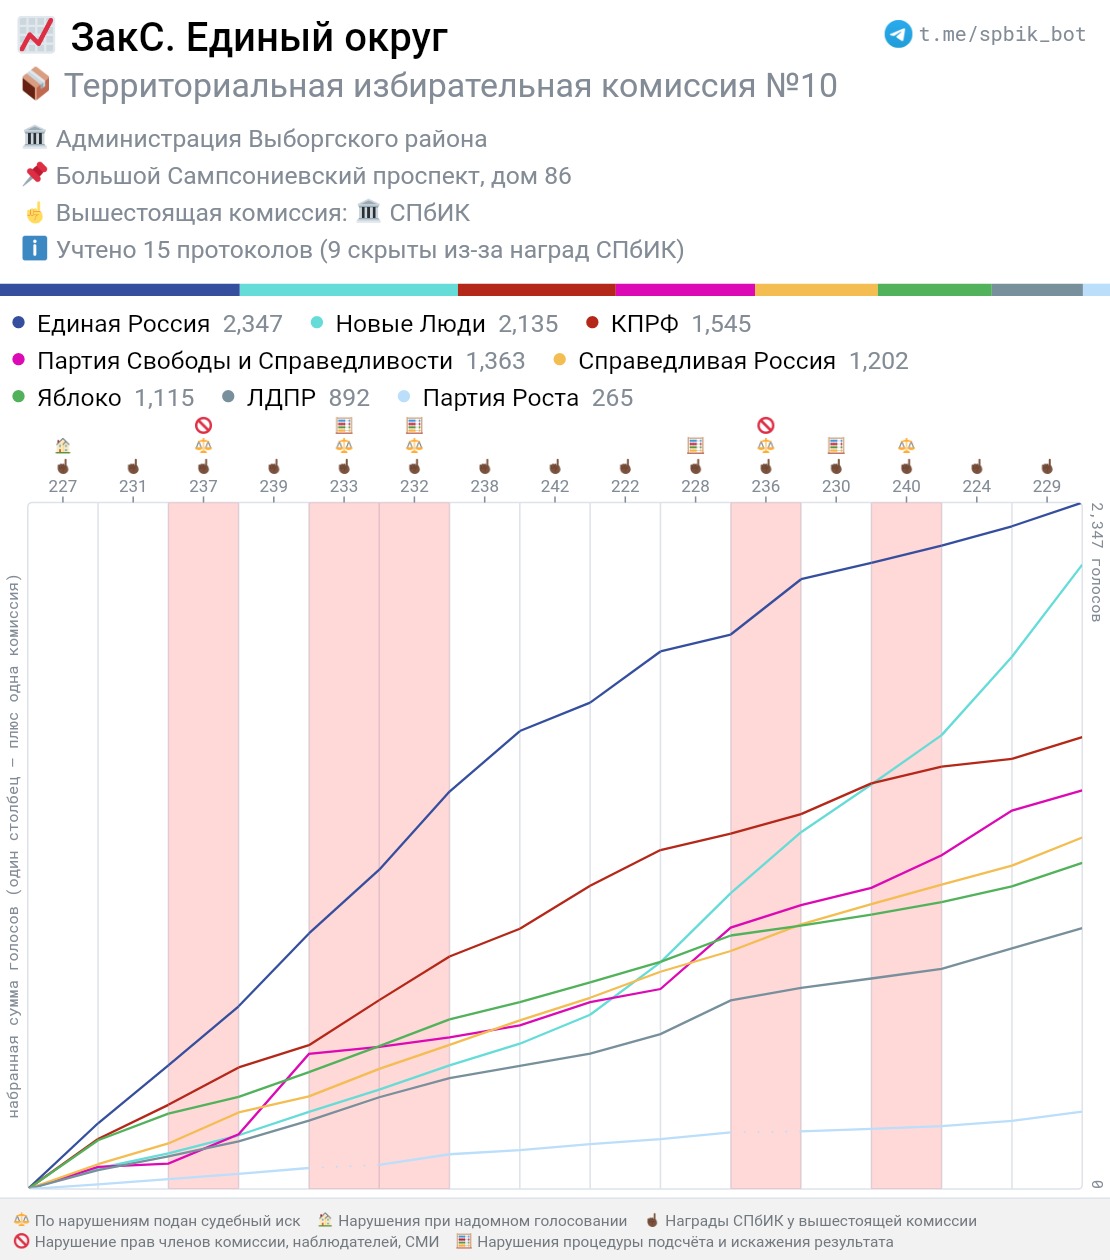 ЗакС. Единый округ
t.me/spbik_bot
Территориальная избирательная комиссия №10
Администрация Выборгского района
Большой Сампсониевский проспект, дом 86
Вышестоящая комиссия: СПбИК
Учтено 15 протоколов (9 скрыты из-за наград СПбИК)
Единая Россия 2,347 Новые Люди 2,135 КПРФ 1,545
Партия Свободы и Справедливости 1,363 Справедливая Россия 1,202
Яблоко 1,115 ЛДПР 892 Партия Роста 265
227 231 237 239 233 232 238 242 222 228 236 230 240 224 229
набранная сумма голосов (один столбец — плюс одна комиссия)
2,347 голосов
0
По нарушениям подан судебный иск Нарушения при надомном голосовании Награды СПбИК у вышестоящей комиссии
Нарушение прав членов комиссии, наблюдателей, СМИ Нарушения процедуры подсчёта и искажения результата